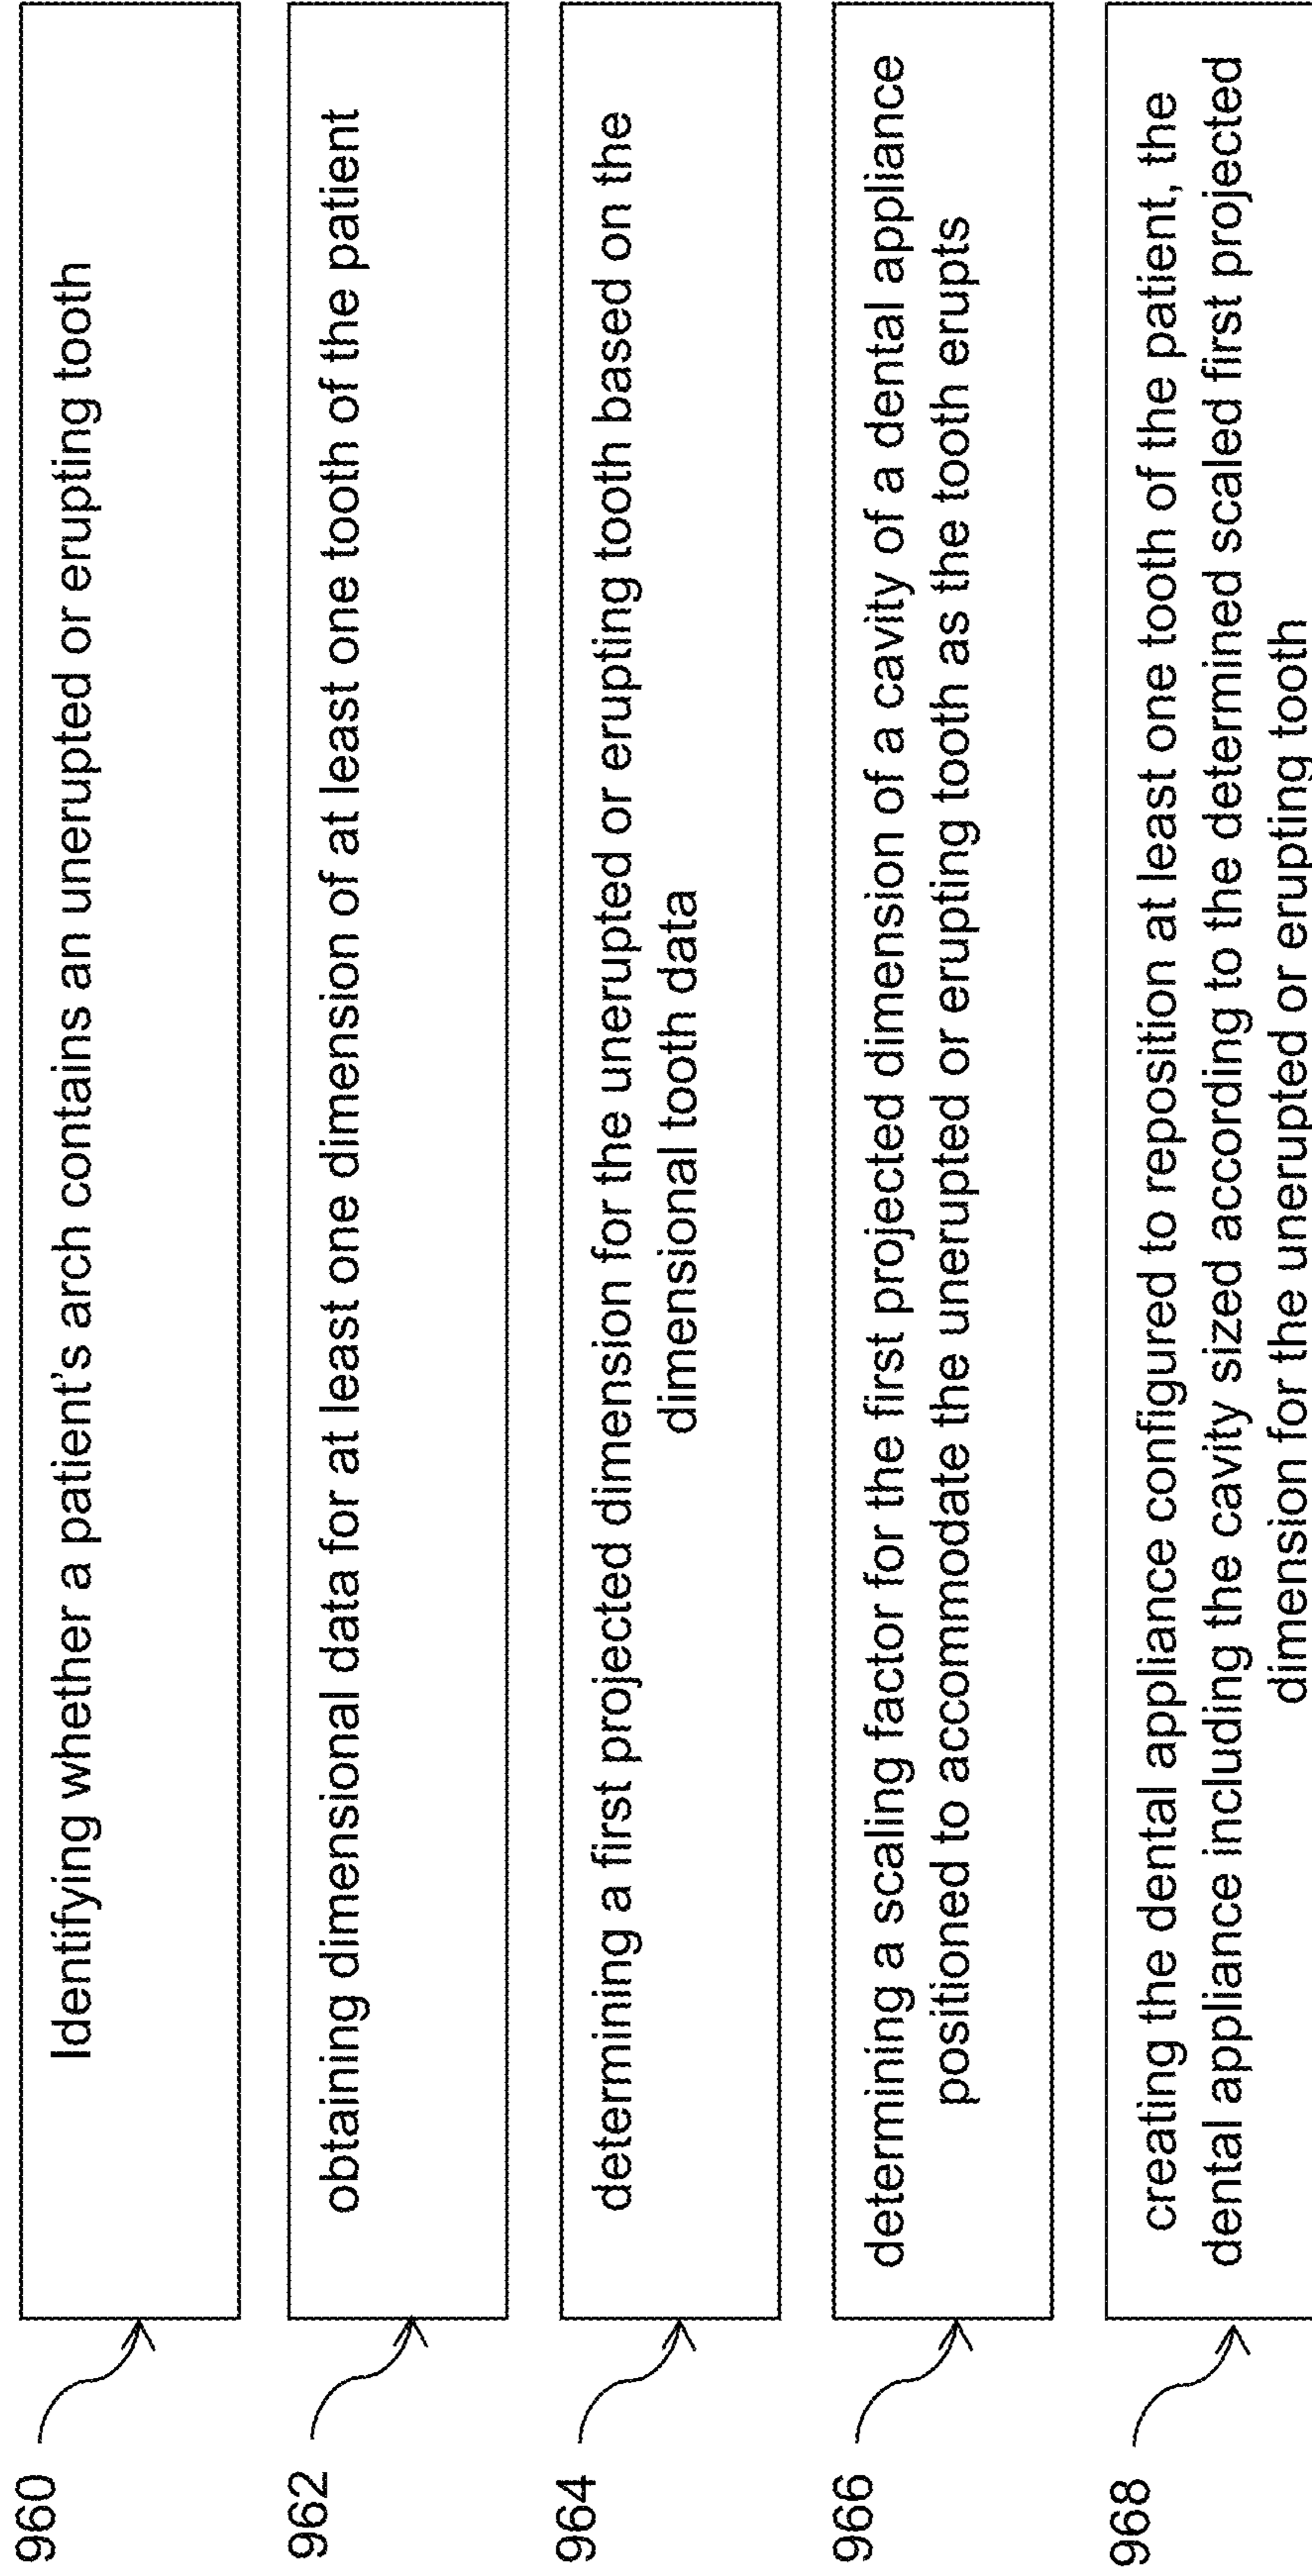 960
Identifying whether a patient's arch contains an unerupted or erupting tooth
962
obtaining dimensional data for at least one dimension of at least one tooth of the patient
964
determining a first projected dimension for the unerupted or erupting tooth based on the
dimensional tooth data
966
determining a scaling factor for the first projected dimension of a cavity of a dental appliance
positioned to accommodate the unerupted or erupting tooth as the tooth erupts
968
creating the dental appliance configured to reposition at least one tooth of the patient, the
dental appliance including the cavity sized according to the determined scaled first projected
dimension for the unerupted or erupting tooth